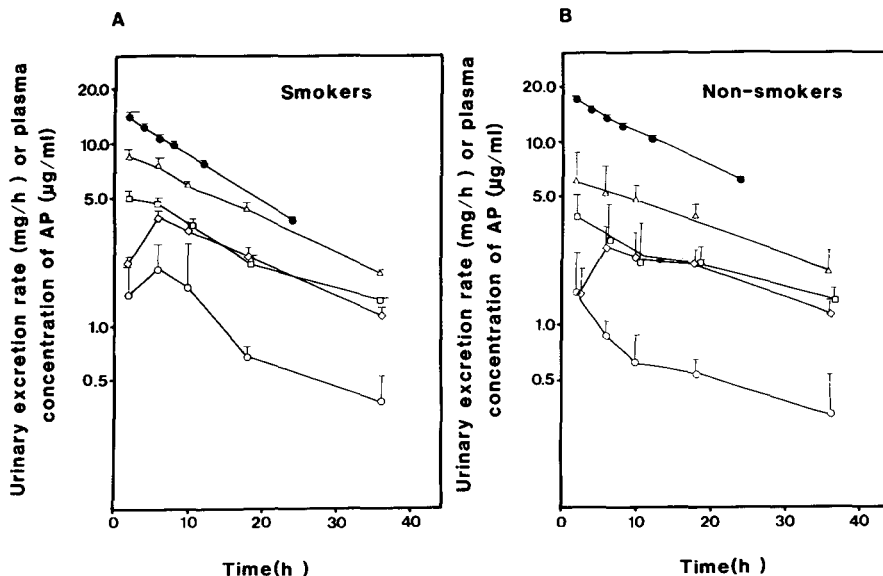 A
Urinary excretion rate (mg/h) or plasma
concentration of AP (μg/ml)
20.0
10.0
5.0
1.0
0.5
Smokers
0 10 20 30 40
Time(h )
B
Urinary excretion rate (mg/h) or plasma
concentration of AP (μg/ml)
20.0
10.0
5.0
1.0
0.5
Non-smokers
0 10 20 30 40
Time(h )